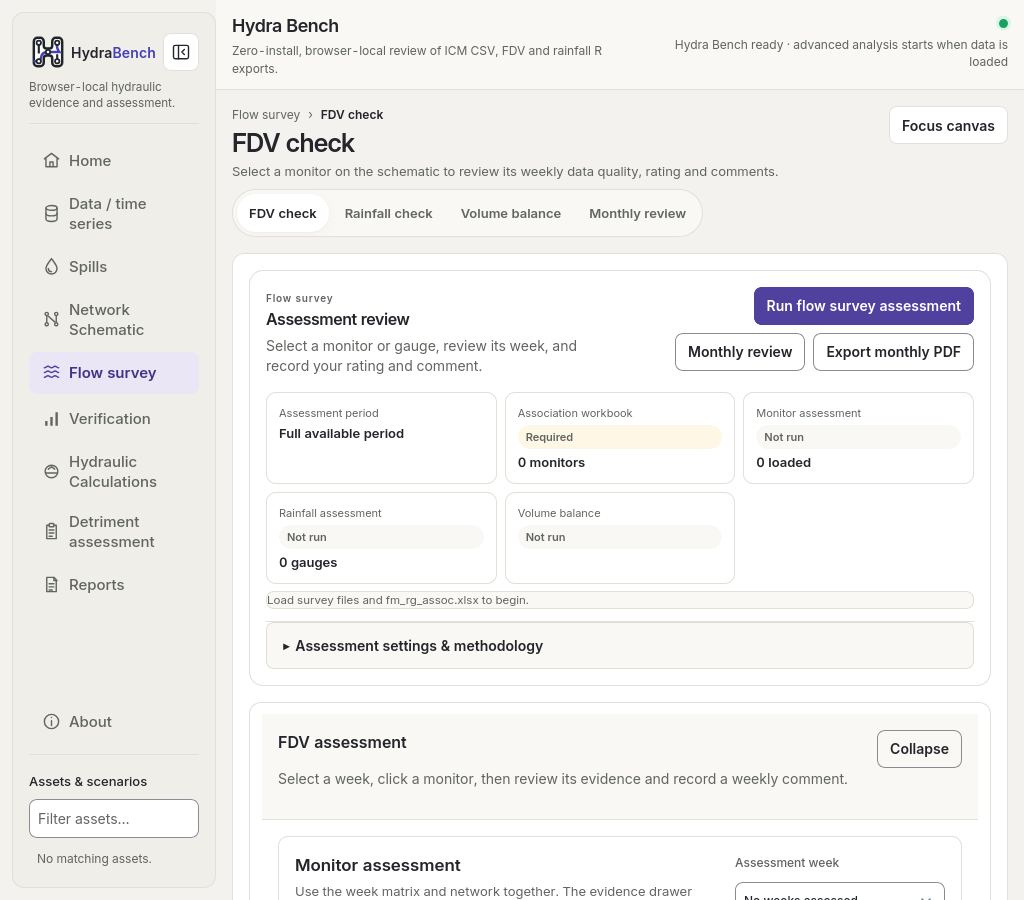 HydraBench
Browser-local hydraulic
evidence and assessment.
Home
Data / time
series
Spills
Network
Schematic
Flow survey
Verification
Hydraulic
Calculations
Detriment
assessment
Reports
About
Assets & scenarios
Filter assets...
No matching assets.
Hydra Bench
Zero-install, browser-local review of ICM CSV, FDV and rainfall R
exports.
Hydra Bench ready · advanced analysis starts when data is
loaded
Flow survey › FDV check
FDV check
Select a monitor on the schematic to review its weekly data quality, rating and comments.
Focus canvas
FDV check Rainfall check Volume balance Monthly review
Flow survey
Assessment review
Select a monitor or gauge, review its week, and
record your rating and comment.
Run flow survey assessment
Monthly review Export monthly PDF
Assessment period
Full available period
Association workbook
Required
0 monitors
Monitor assessment
Not run
0 loaded
Rainfall assessment
Not run
0 gauges
Volume balance
Not run
Load survey files and fm_rg_assoc.xlsx to begin.
▸ Assessment settings & methodology
FDV assessment
Collapse
Select a week, click a monitor, then review its evidence and record a weekly comment.
Monitor assessment
Use the week matrix and network together. The evidence drawer
Assessment week
No weeks assessed